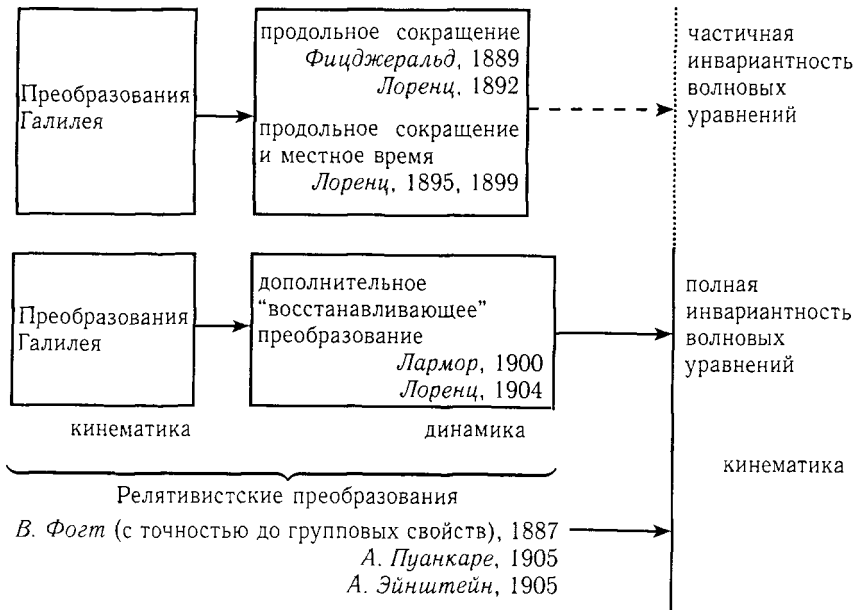 Преобразования
Галилея
продольное сокращение
Фицджеральд, 1889
Лоренц, 1892
продольное сокращение
и местное время
Лоренц, 1895, 1899
частичная
инвариантность
волновых
уравнений
Преобразования
Галилея
дополнительное
“восстанавливающее”
преобразование
Лармор, 1900
Лоренц, 1904
полная
инвариантность
волновых
уравнений
кинематика
динамика
кинематика
Релятивистские преобразования
В. Фогт (с точностью до групповых свойств), 1887
А. Пуанкаре, 1905
А. Эйнштейн, 1905